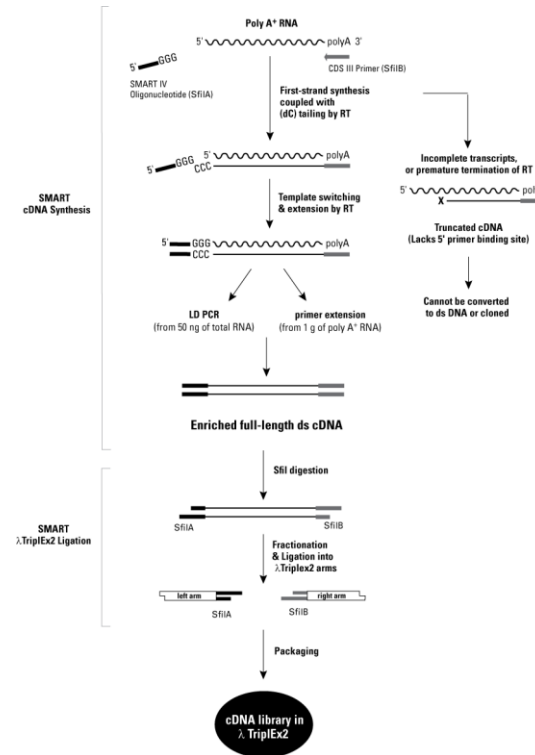 Poly A⁺ RNA
5' polyA 3'
5' GGG
SMART IV
Oligonucleotide (SfiIA)
CDS III Primer (SfiIB)
First-strand synthesis
coupled with
(dC) tailing by RT
5' polyA
GGG
CCC
Incomplete transcripts,
or premature termination of RT
5' pol
X
Truncated cDNA
(Lacks 5' primer binding site)
Cannot be converted
to ds DNA or cloned
SMART
cDNA Synthesis
Template switching
& extension by RT
5' GGG polyA
CCC
LD PCR
(from 50 ng of total RNA)
primer extension
(from 1 g of poly A⁺ RNA)
Enriched full-length ds cDNA
SfiI digestion
SfiIA
SfiIB
SMART
λTriplEx2 Ligation
Fractionation
& Ligation into
λTriplex2 arms
left arm
right arm
SfiIA
SfiIB
Packaging
cDNA library in
λ TriplEx2